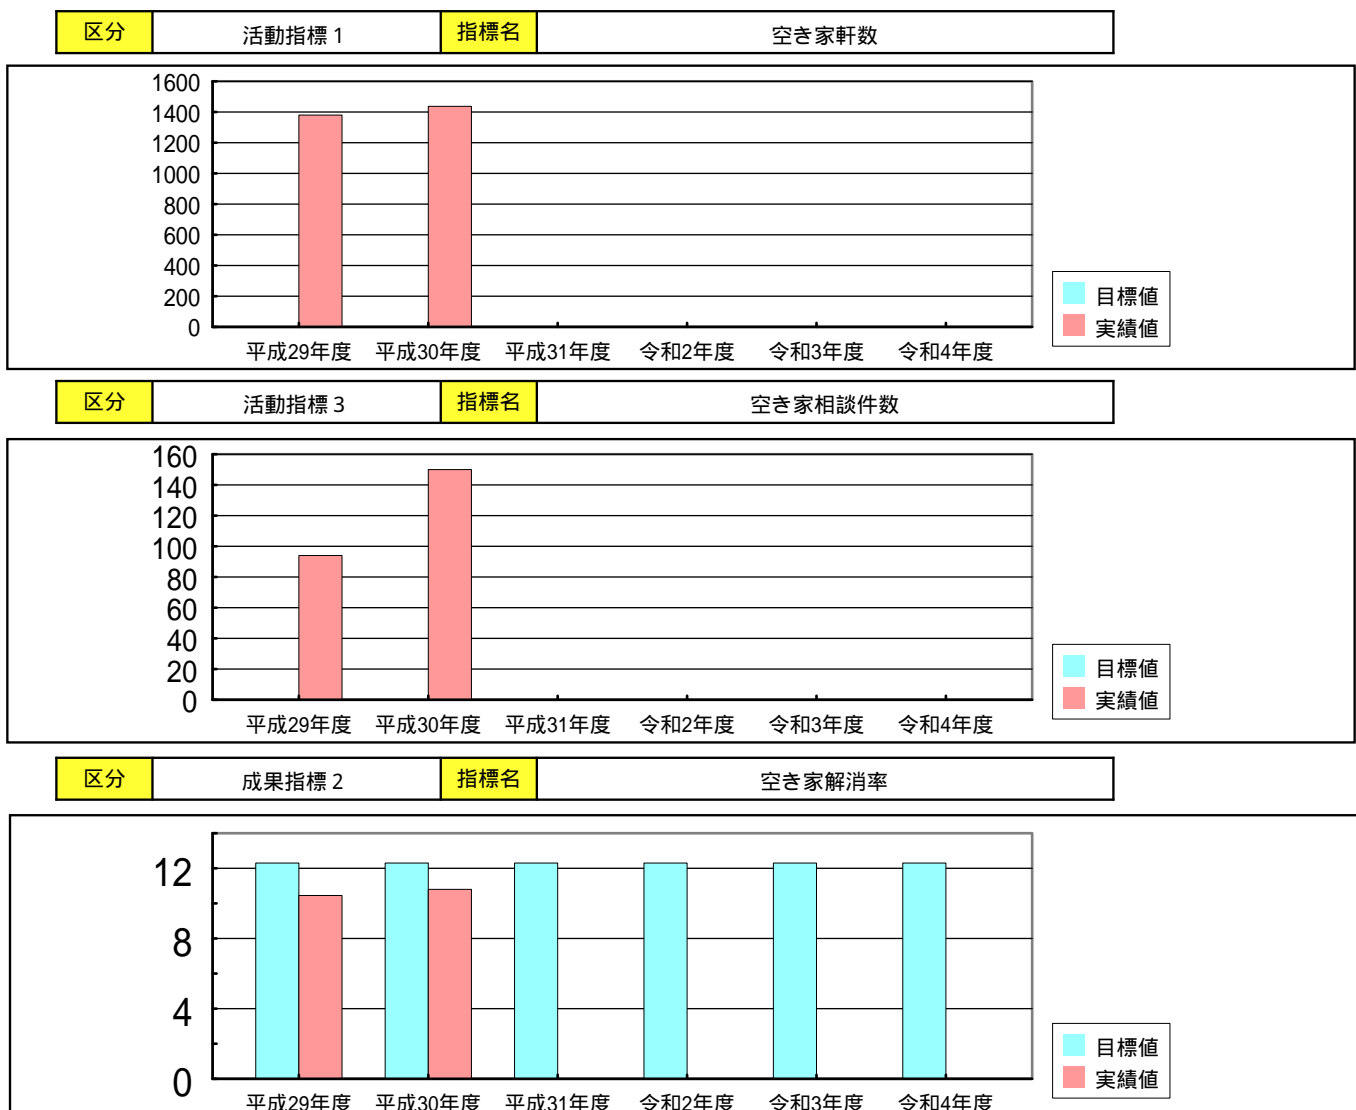 区分 活動指標1 指標名 空き家軒数
1600
1400
1200
1000
800
600
400
200
0
平成29年度 平成30年度 平成31年度 令和2年度 令和3年度 令和4年度
目標値
実績値
区分 活動指標3 指標名 空き家相談件数
160
140
120
100
80
60
40
20
0
平成29年度 平成30年度 平成31年度 令和2年度 令和3年度 令和4年度
目標値
実績値
区分 成果指標2 指標名 空き家解消率
12
8
4
0
平成29年度 平成30年度 平成31年度 令和2年度 令和3年度 令和4年度
目標値
実績値